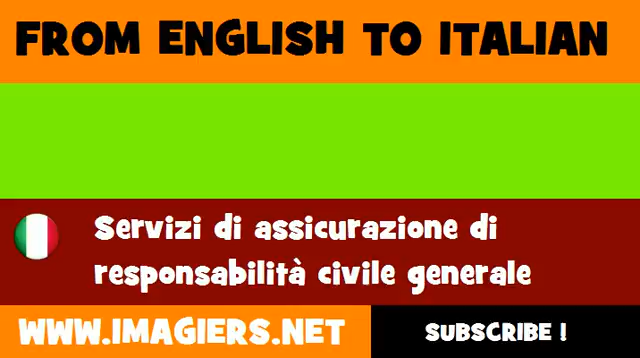 FROM ENGLISH TO ITALIAN
Servizi di assicurazione di
responsabilità civile generale
WWW.IMAGIERS.NET
SUBSCRIBE !